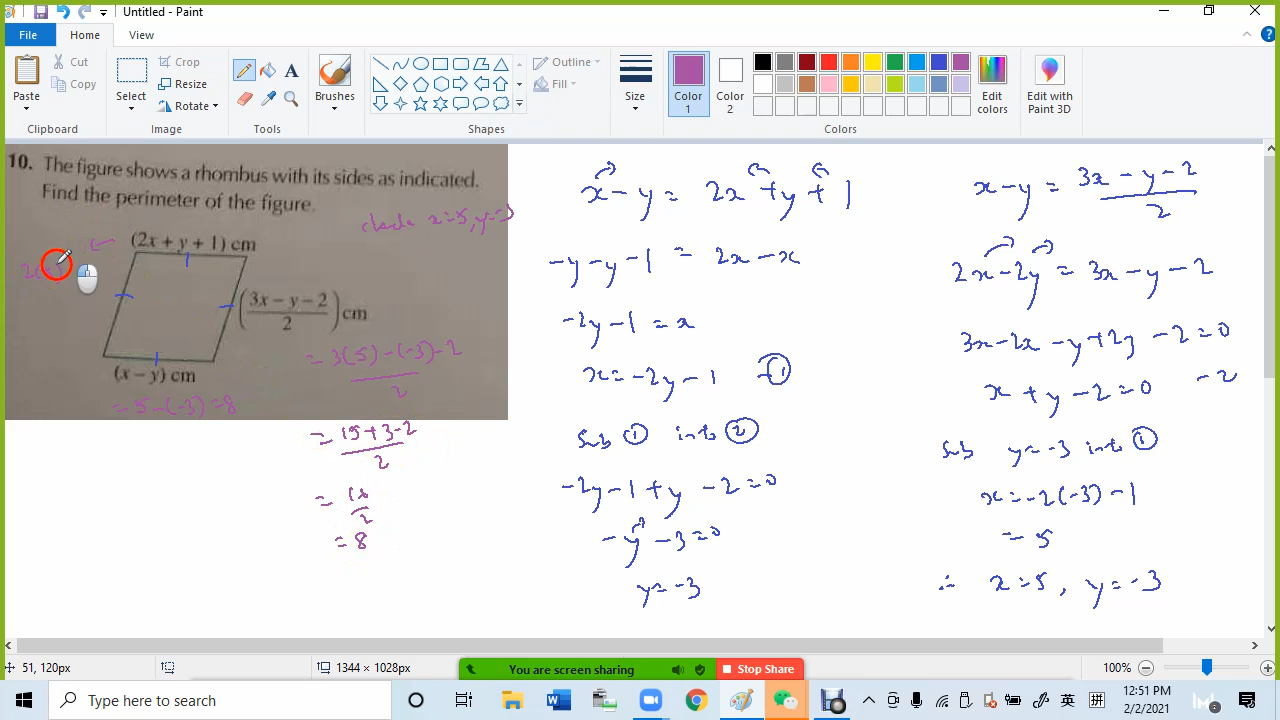 Untitled - Paint
File
Home
View
Paste
Cut
Copy
Clipboard
Select
Crop
Resize
Rotate
Image
A
Tools
Brushes
Outline
Fill
Shapes
Size
Color 1
Color 2
Edit colors
Edit with Paint 3D
Colors
10. The figure shows a rhombus with its sides as indicated.
Find the perimeter of the figure.
check x=5, y=-3
(2x + y + 1) cm
(3x - y - 2 / 2) cm
(x - y) cm
= 5 - (-3) = 8
= 3(5) - (-3) - 2 / 2
= 15 + 3 - 2 / 2
= 16 / 2
= 8
x - y = 2x + y + 1
-y - y - 1 = 2x - x
-2y - 1 = x
x = -2y - 1 - ①
Sub ① into ②
-2y - 1 + y - 2 = 0
-y - 3 = 0
y = -3
x - y = 3x - y - 2 / 2
2x - 2y = 3x - y - 2
3x - 2x - y + 2y - 2 = 0
x + y - 2 = 0 - 2
Sub y = -3 into ①
x = -2(-3) - 1
= 5
∴ x = 5, y = -3
51, 120px
1344 × 1028px
100%
You are screen sharing
Stop Share
Type here to search
英
拼
12:51 PM
2/2/2021